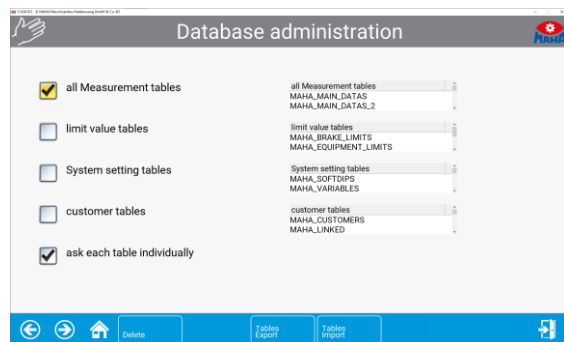 Database administration
MAHA
all Measurement tables
all Measurement tables
MAHA_MAIN_DATAS
MAHA_MAIN_DATAS_2
limit value tables
limit value tables
MAHA_BRAKE_LIMITS
MAHA_EQUIPMENT_LIMITS
System setting tables
System setting tables
MAHA_SOFTDIPS
MAHA_VARIABLES
customer tables
customer tables
MAHA_CUSTOMERS
MAHA_LINKED
ask each table individually
Delete
Tables
Export
Tables
Import